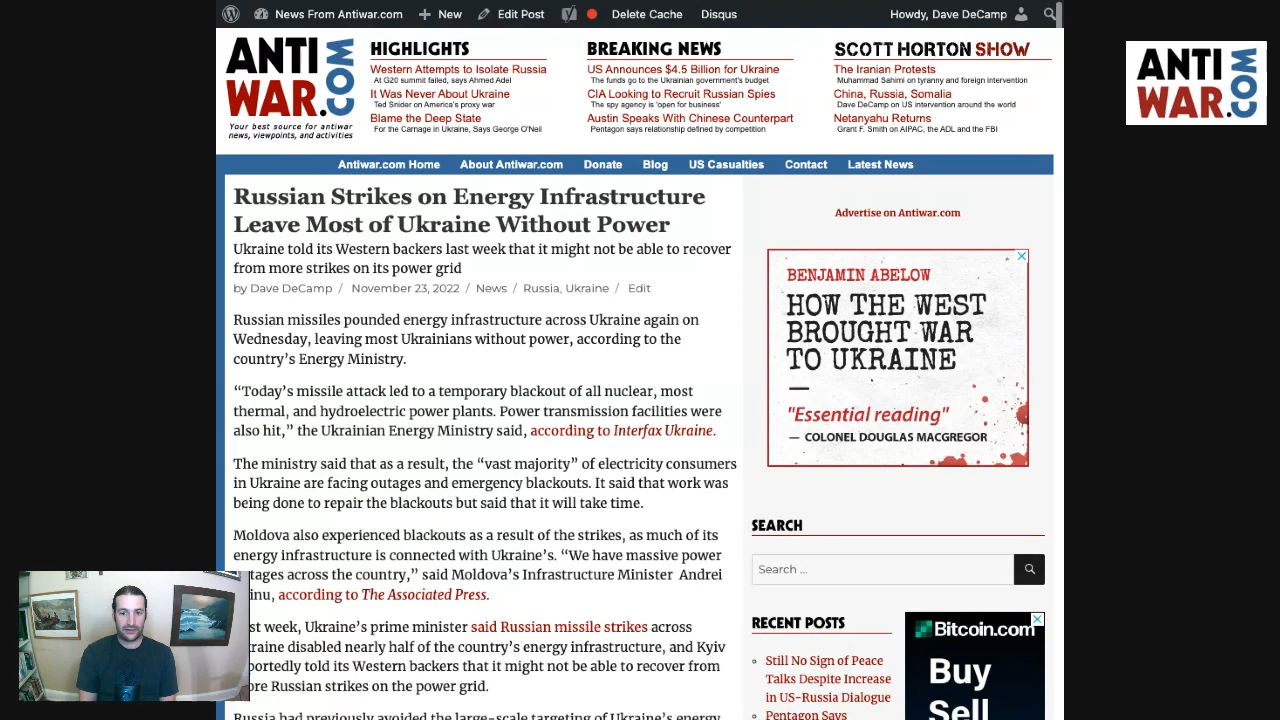 News From Antiwar.com
New
Edit Post
Delete Cache
Disqus
Howdy, Dave DeCamp
ANTI
WAR.COM
Your best source for antiwar
news, viewpoints, and activities
HIGHLIGHTS
Western Attempts to Isolate Russia
At G20 summit failed, says Ahmed Adel
It Was Never About Ukraine
Ted Snider on America's proxy war
Blame the Deep State
For the Carnage in Ukraine, Says George O'Neil
BREAKING NEWS
US Announces $4.5 Billion for Ukraine
The funds go to the Ukrainian government's budget
CIA Looking to Recruit Russian Spies
The spy agency is 'open for business'
Austin Speaks With Chinese Counterpart
Pentagon says relationship defined by competition
SCOTT HORTON SHOW
The Iranian Protests
Muhammad Sahimi on tyranny and foreign intervention
China, Russia, Somalia
Dave DeCamp on US intervention around the world
Netanyahu Returns
Grant F. Smith on AIPAC, the ADL and the FBI
ANTI
WAR.COM
Antiwar.com Home
About Antiwar.com
Donate
Blog
US Casualties
Contact
Latest News
Russian Strikes on Energy Infrastructure
Leave Most of Ukraine Without Power
Ukraine told its Western backers last week that it might not be able to recover
from more strikes on its power grid
by Dave DeCamp / November 23, 2022 / News / Russia, Ukraine / Edit
Russian missiles pounded energy infrastructure across Ukraine again on
Wednesday, leaving most Ukrainians without power, according to the
country's Energy Ministry.
“Today's missile attack led to a temporary blackout of all nuclear, most
thermal, and hydroelectric power plants. Power transmission facilities were
also hit,” the Ukrainian Energy Ministry said, according to Interfax Ukraine.
The ministry said that as a result, the “vast majority” of electricity consumers
in Ukraine are facing outages and emergency blackouts. It said that work was
being done to repair the blackouts but said that it will take time.
Moldova also experienced blackouts as a result of the strikes, as much of its
energy infrastructure is connected with Ukraine's. “We have massive power
tages across the country,” said Moldova's Infrastructure Minister Andrei
inu, according to The Associated Press.
st week, Ukraine's prime minister said Russian missile strikes across
raine disabled nearly half of the country's energy infrastructure, and Kyiv
portedly told its Western backers that it might not be able to recover from
ore Russian strikes on the power grid.
Russia had previously avoided the large-scale targeting of Ukraine's energy
Advertise on Antiwar.com
BENJAMIN ABELOW
HOW THE WEST
BROUGHT WAR
TO UKRAINE
"Essential reading"
— COLONEL DOUGLAS MACGREGOR
SEARCH
Search ...
RECENT POSTS
Still No Sign of Peace
Talks Despite Increase
in US-Russia Dialogue
Pentagon Says
Bitcoin.com
Buy
Sell